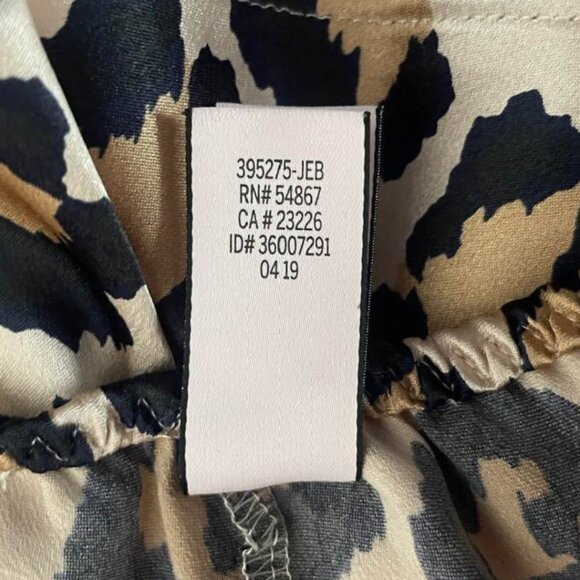 395275-JEB
RN# 54867
CA # 23226
ID# 36007291
04 19